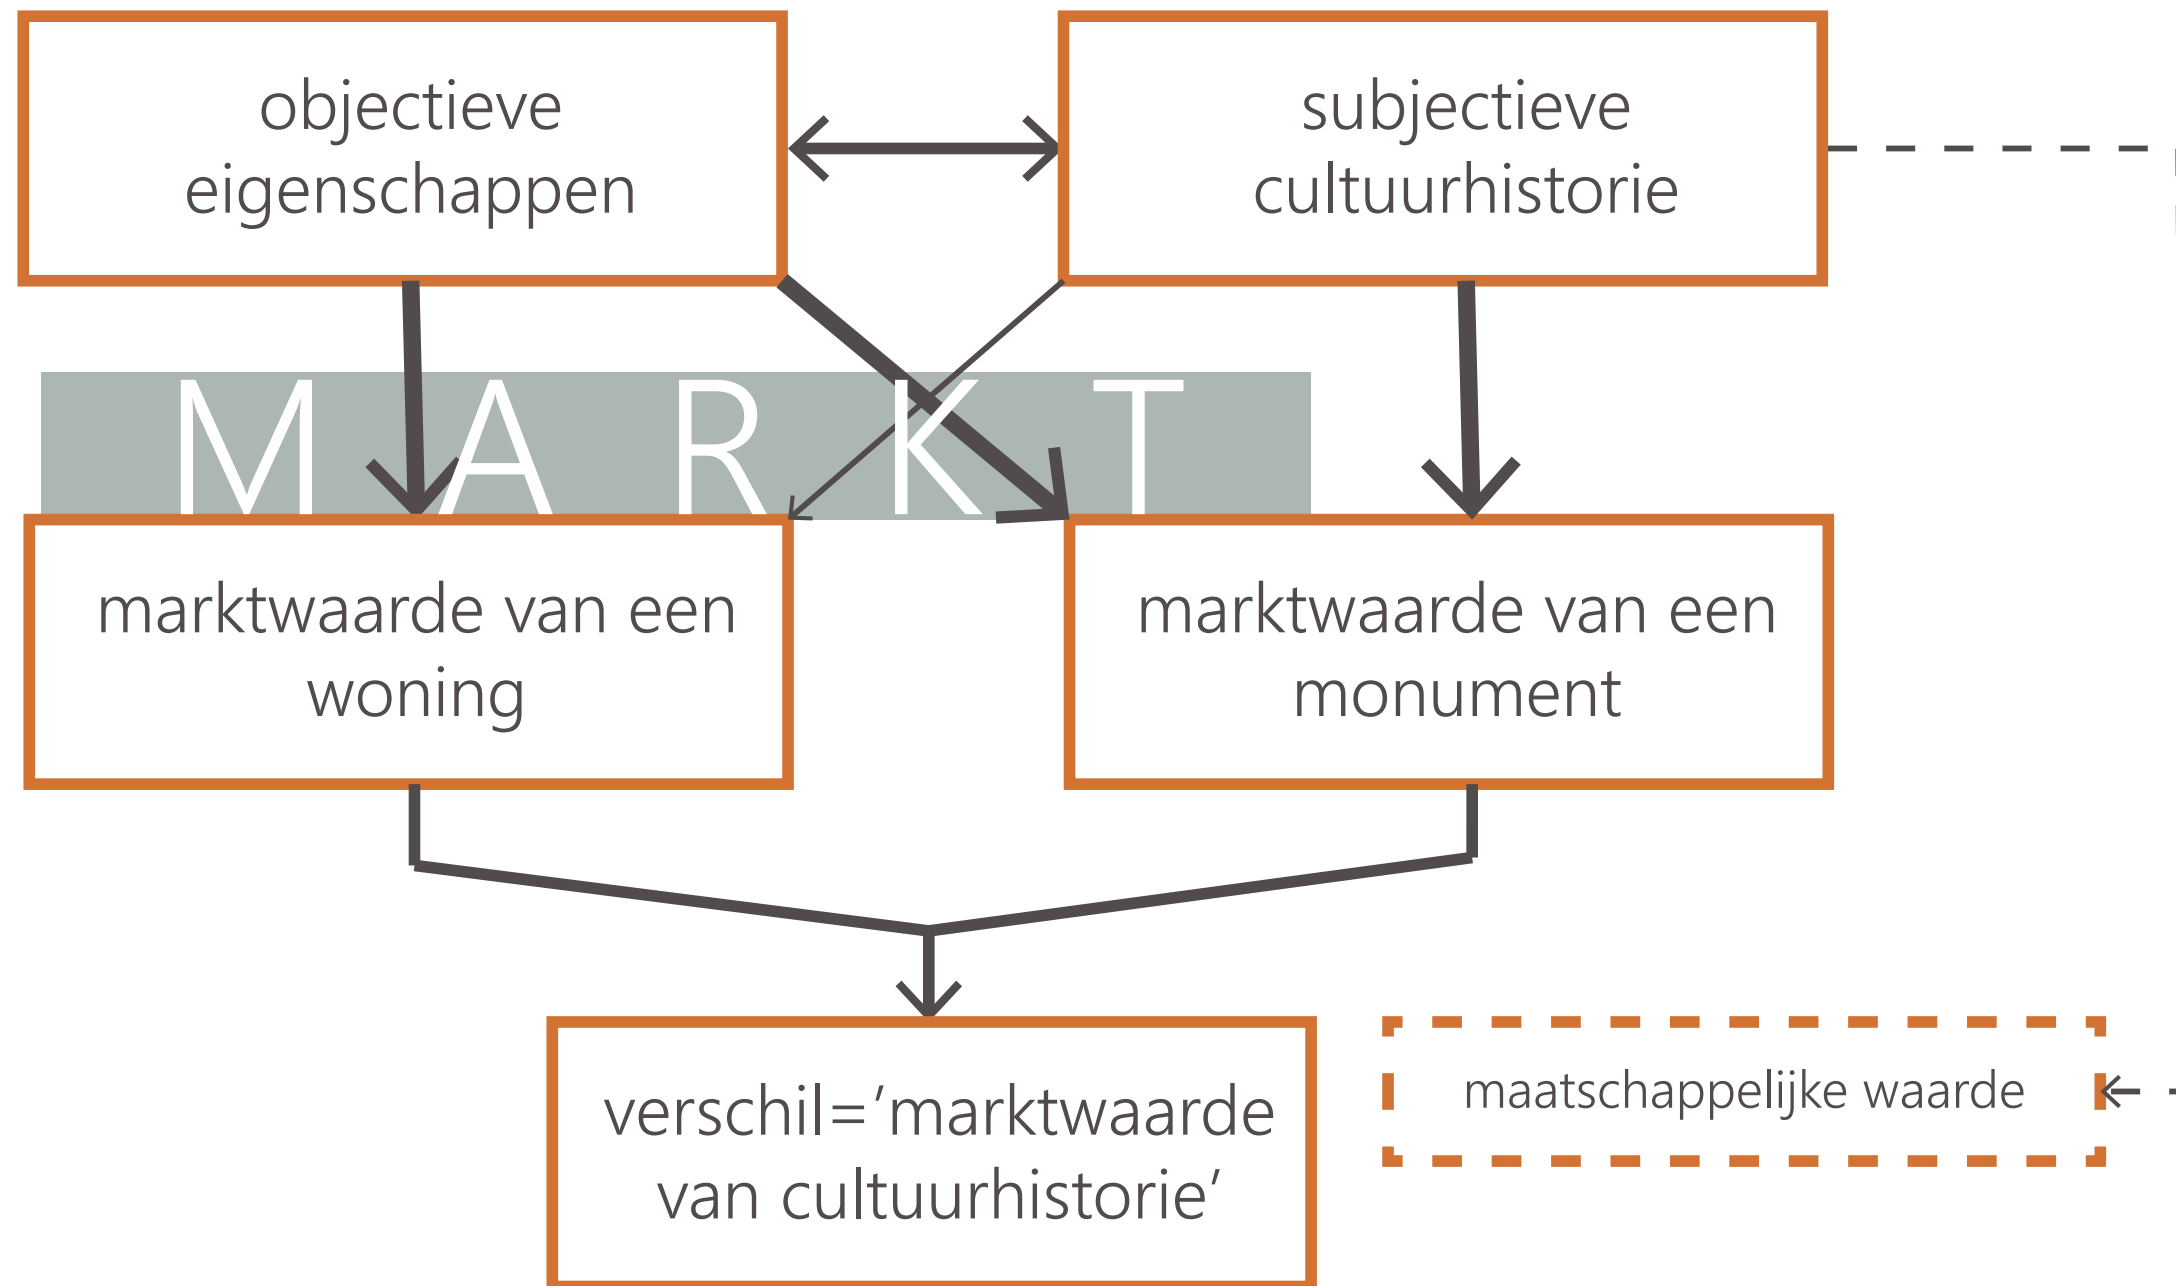 objectieve
eigenschappen
subjectieve
cultuurhistorie
M A R K T
marktwaarde van een
woning
marktwaarde van een
monument
verschil=’marktwaarde
van cultuurhistorie’
maatschappelijke waarde